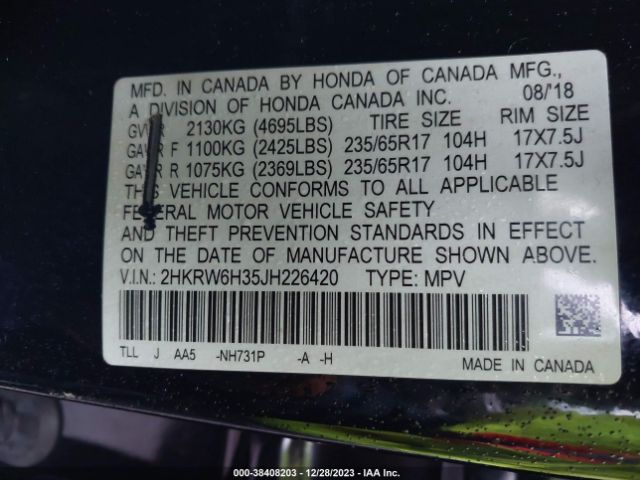 MFD. IN CANADA BY HONDA OF CANADA MFG.,
A DIVISION OF HONDA CANADA INC. 08/'18
GVWR 2130KG (4695LBS) TIRE SIZE RIM SIZE
GAWR F 1100KG (2425LBS) 235/65R17 104H 17X7.5J
GAWR R 1075KG (2369LBS) 235/65R17 104H 17X7.5J
THIS VEHICLE CONFORMS TO ALL APPLICABLE
FEDERAL MOTOR VEHICLE SAFETY
AND THEFT PREVENTION STANDARDS IN EFFECT
ON THE DATE OF MANUFACTURE SHOWN ABOVE.
V.I.N.: 2HKRW6H35JH226420 TYPE: MPV
TLL J AA5 -NH731P -A -H
MADE IN CANADA
000-38408203 - 12/28/2023 - IAA Inc.